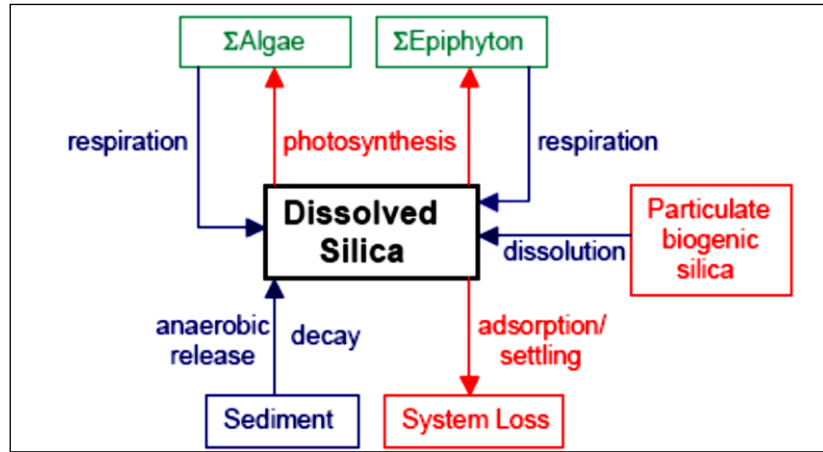 ΣAlgae
ΣEpiphyton
respiration
photosynthesis
respiration
Dissolved
Silica
Particulate
biogenic
silica
dissolution
anaerobic
release
decay
adsorption/
settling
Sediment
System Loss